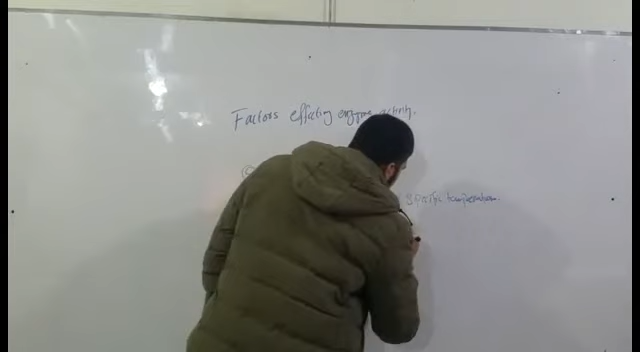 Factors effecting enzyme activity.
specific temperature.